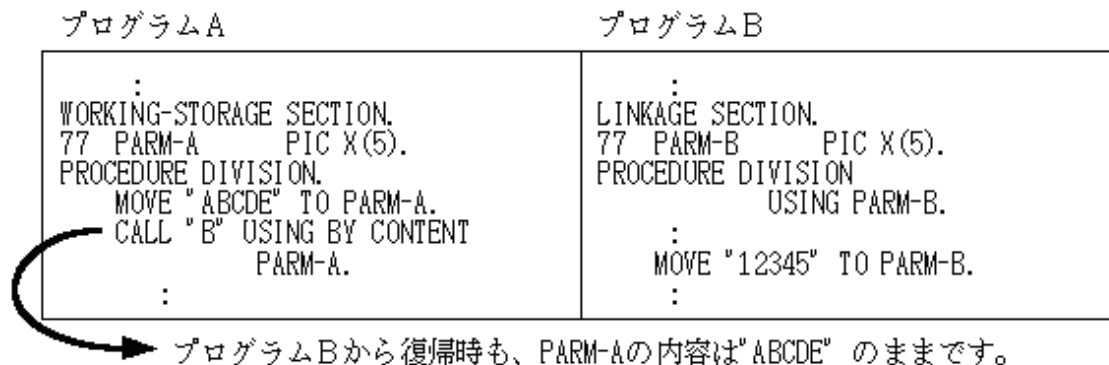 プログラムA
:
WORKING-STORAGE SECTION.
77 PARM-A PIC X(5).
PROCEDURE DIVISION.
MOVE "ABCDE" TO PARM-A.
CALL "B" USING BY CONTENT
PARM-A.
:
プログラムB
:
LINKAGE SECTION.
77 PARM-B PIC X(5).
PROCEDURE DIVISION
USING PARM-B.
:
MOVE "12345" TO PARM-B.
:
プログラムBから復帰時も、PARM-Aの内容は"ABCDE" のままです。